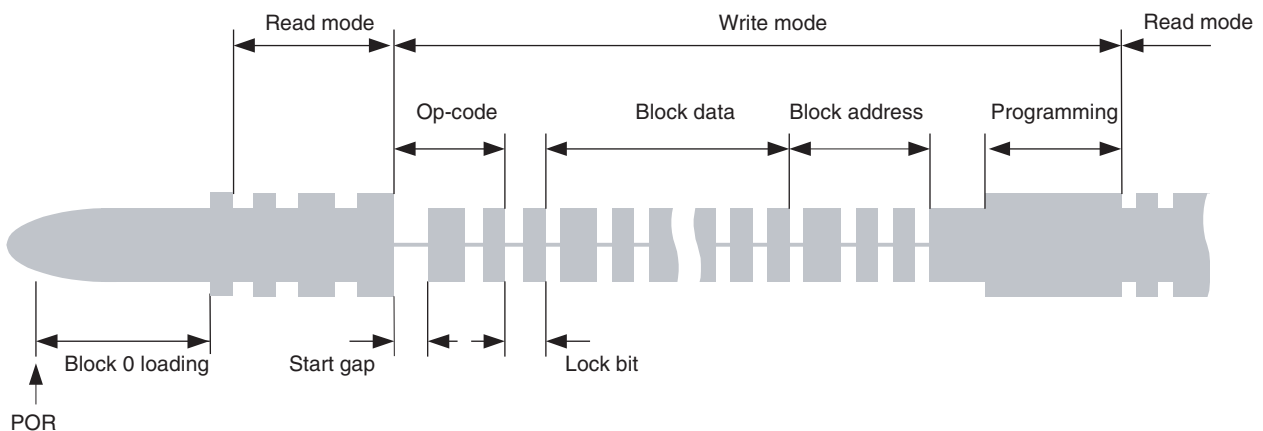 Read mode
Write mode
Read mode
Op-code
Block data
Block address
Programming
Block 0 loading
Start gap
Lock bit
POR